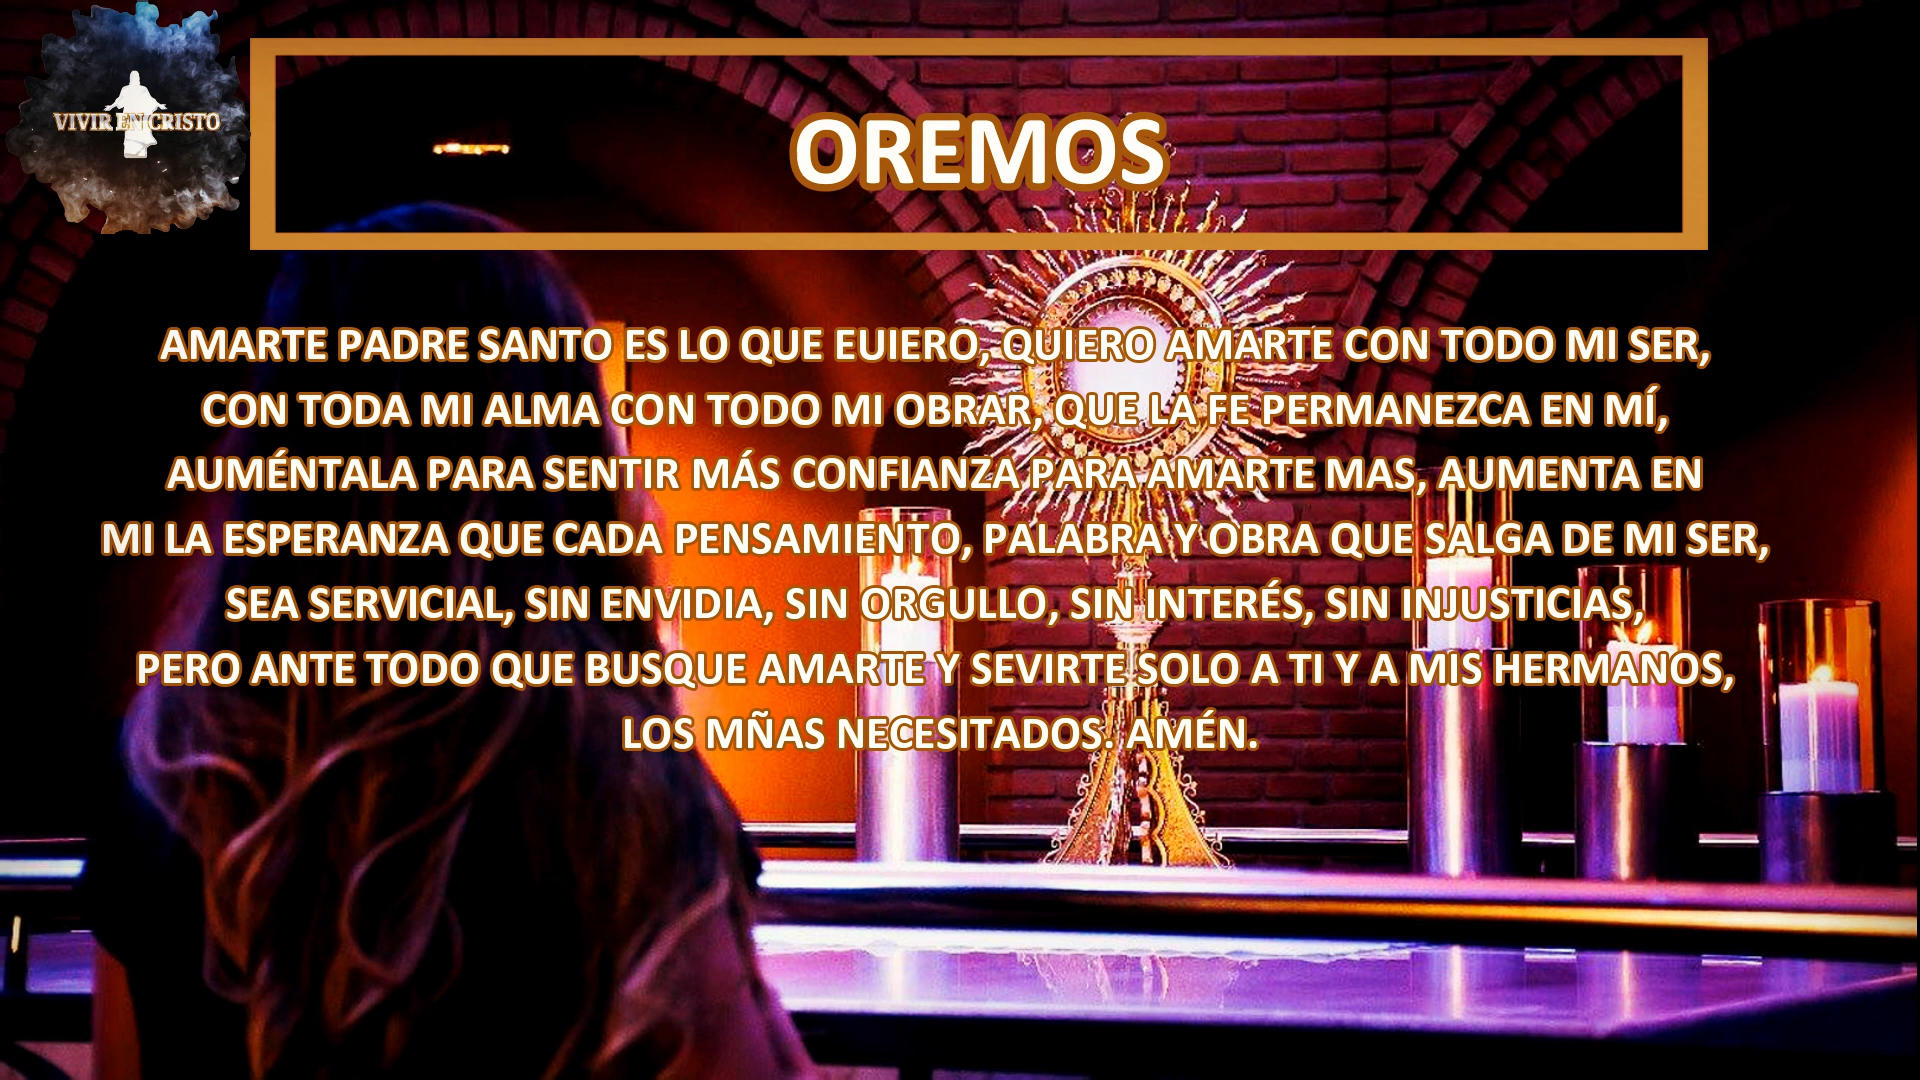 VIVIR EN CRISTO
OREMOS
AMARTE PADRE SANTO ES LO QUE EUIERO, QUIERO AMARTE CON TODO MI SER,
CON TODA MI ALMA CON TODO MI OBRAR, QUE LA FE PERMANEZCA EN MÍ,
AUMÉNTALA PARA SENTIR MÁS CONFIANZA PARA AMARTE MAS, AUMENTA EN
MI LA ESPERANZA QUE CADA PENSAMIENTO, PALABRA Y OBRA QUE SALGA DE MI SER,
SEA SERVICIAL, SIN ENVIDIA, SIN ORGULLO, SIN INTERÉS, SIN INJUSTICIAS,
PERO ANTE TODO QUE BUSQUE AMARTE Y SEVIRTE SOLO A TI Y A MIS HERMANOS,
LOS MÑAS NECESITADOS. AMÉN.